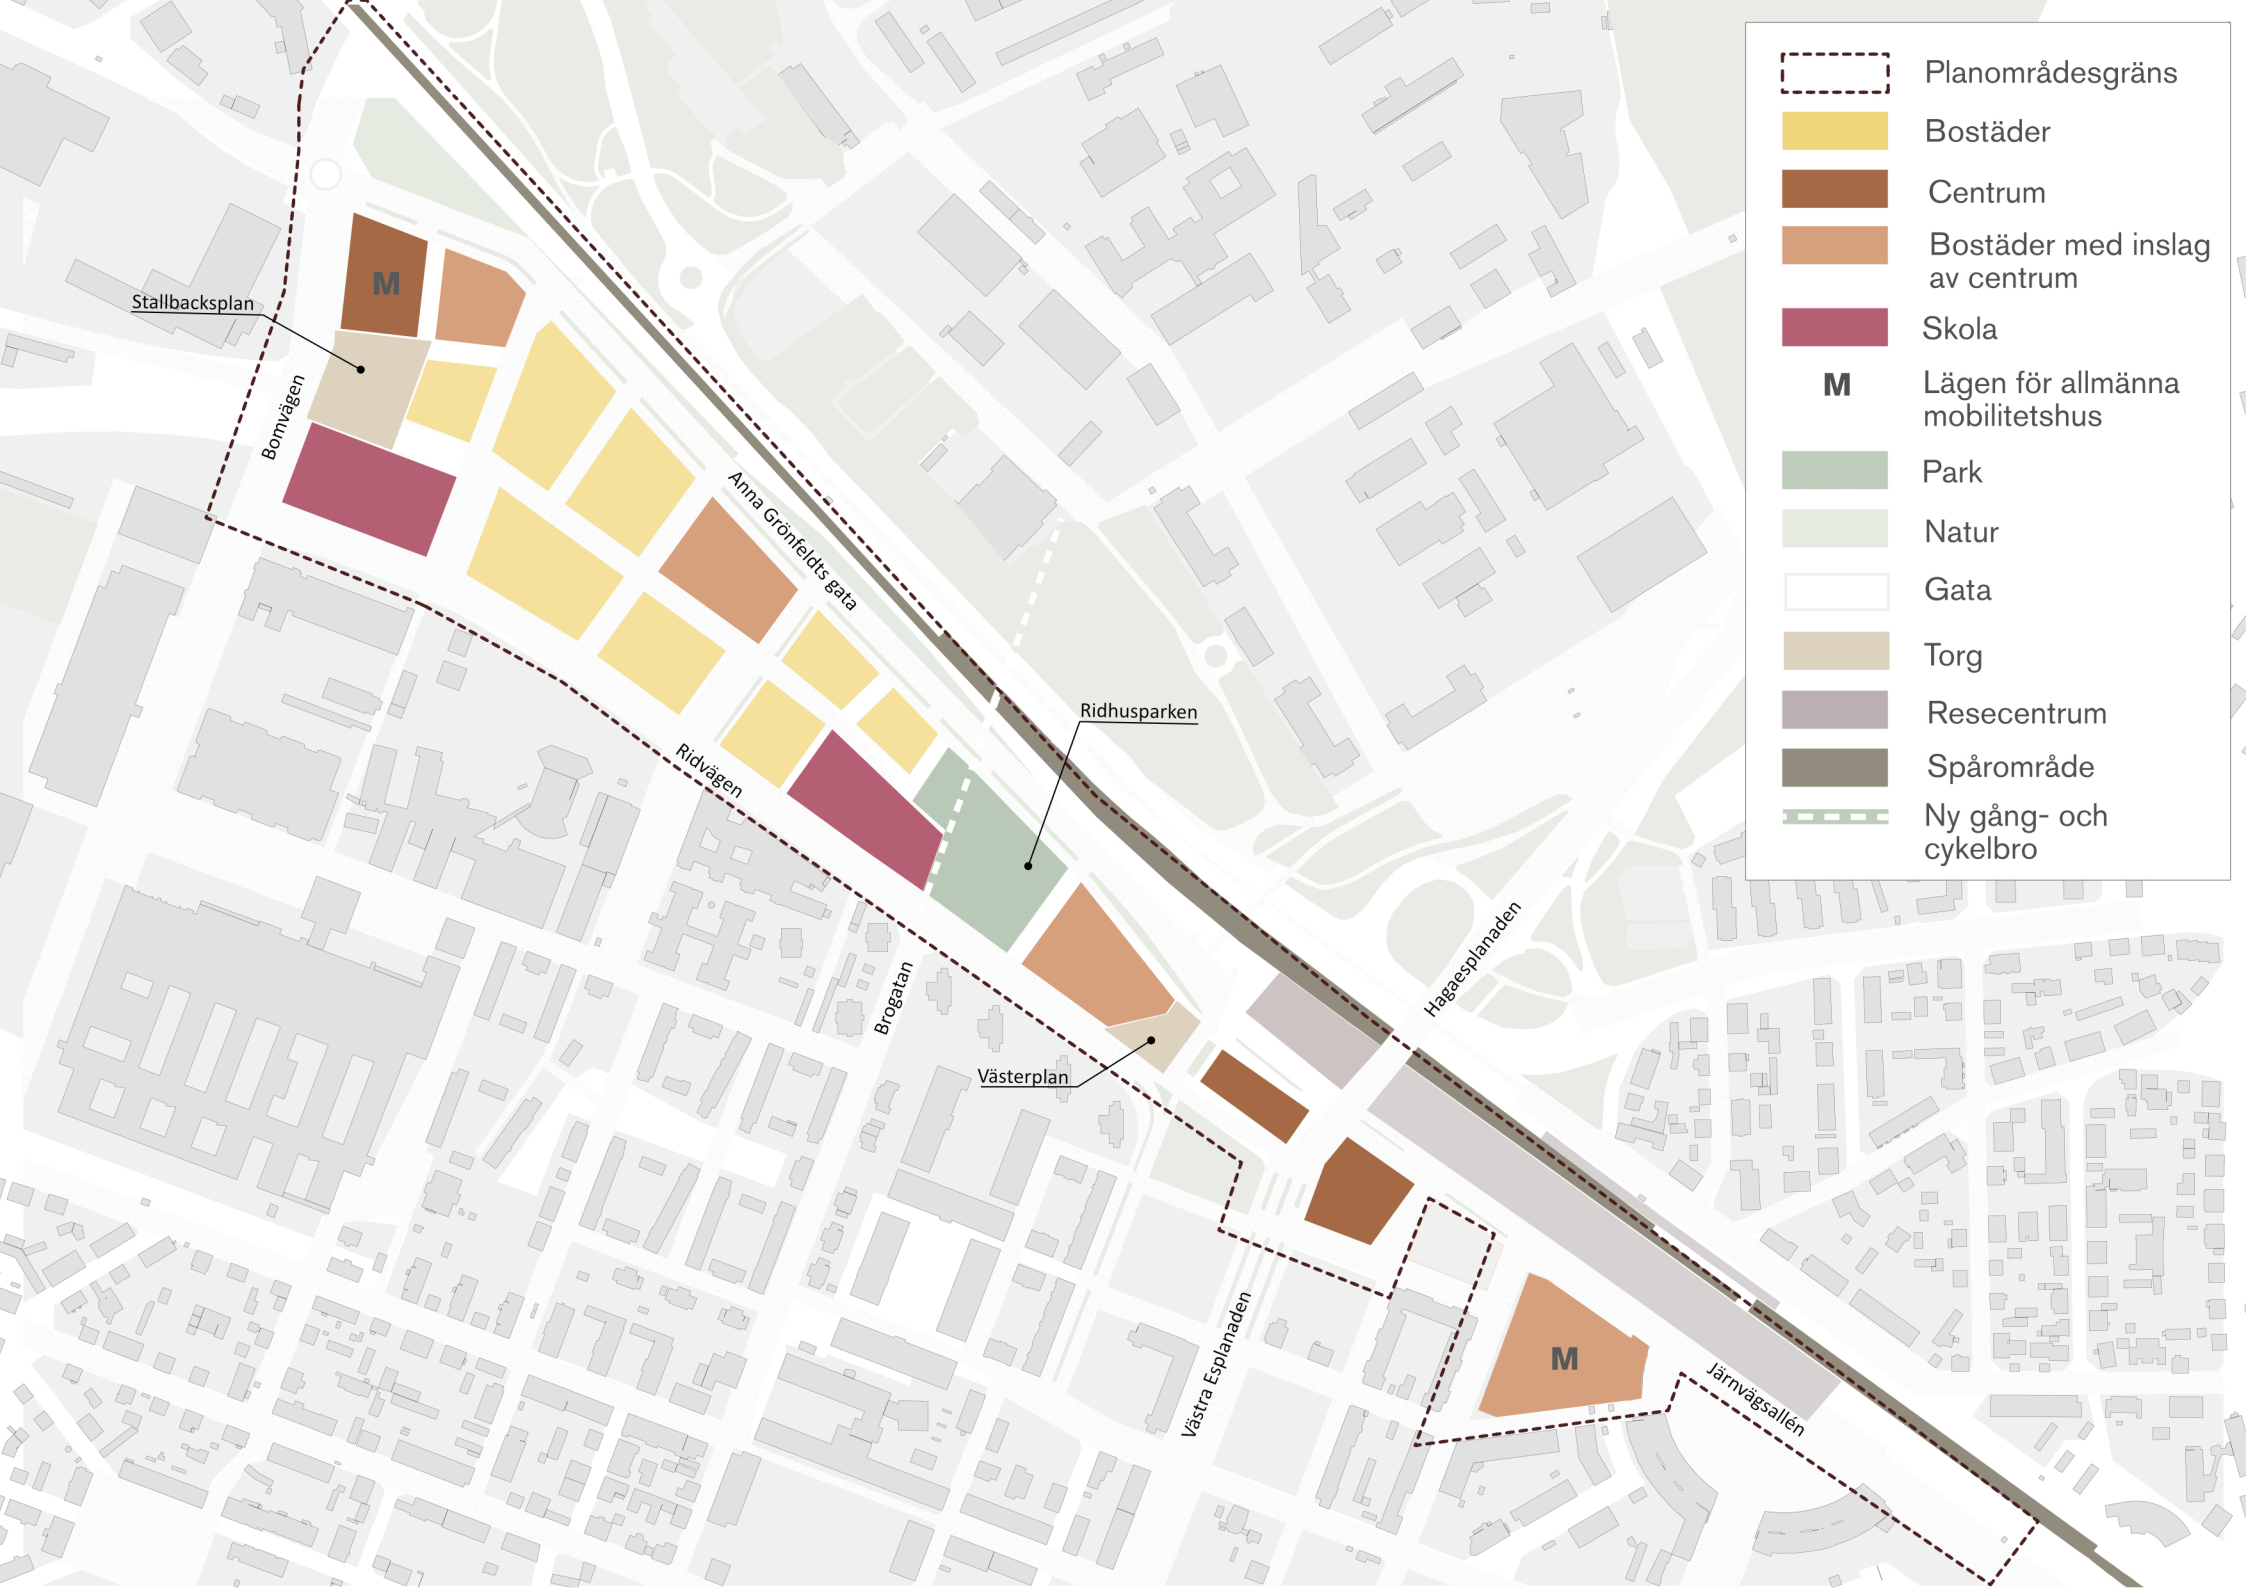 Planområdesgräns
Bostäder
Centrum
Bostäder med inslag
av centrum
Skola
M
Lägen för allmänna
mobilitetshus
Park
Natur
Gata
Torg
Resecentrum
Spårområde
Ny gång- och
cykelbro
M
Stallbacksplan
Bomvägen
Anna Grönfeldts gata
Ridhusparken
Ridvägen
Hagaesplanaden
Brogatan
Västerplan
Västra Esplanaden
M
Järnvägsallén